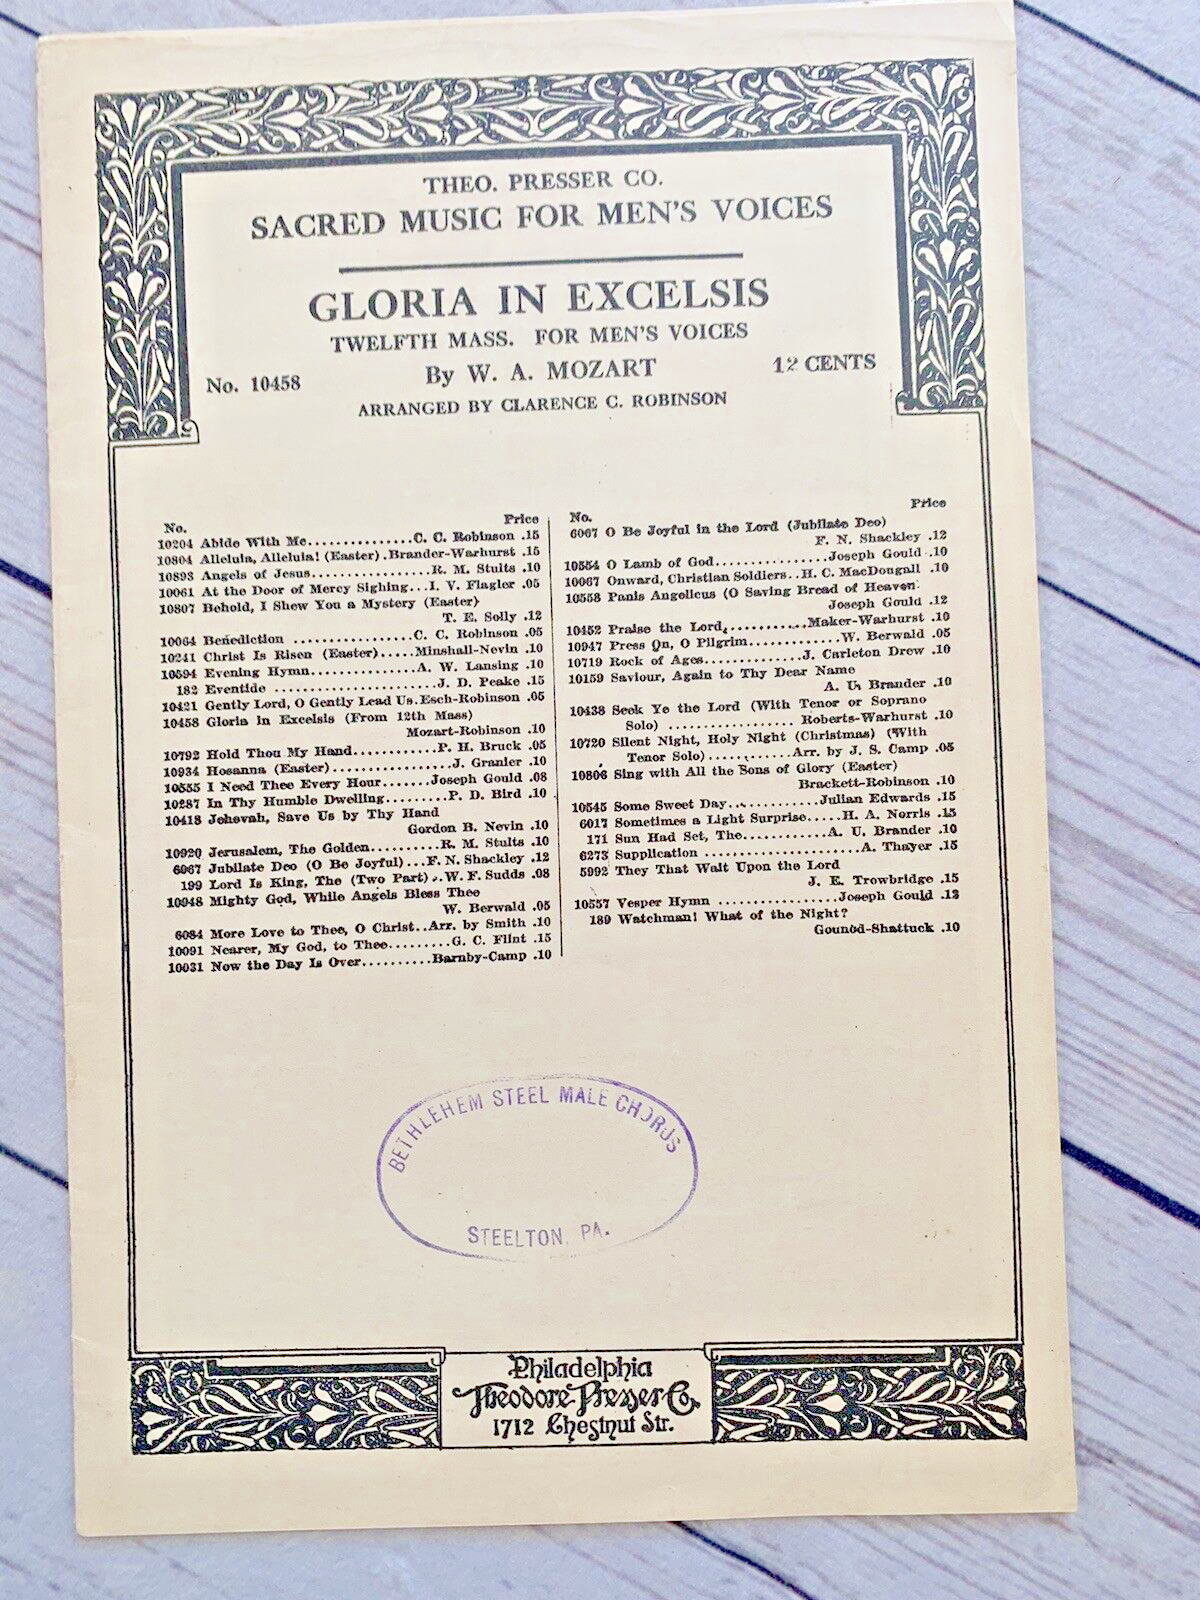 THEO. PRESSER CO.
SACRED MUSIC FOR MEN'S VOICES
GLORIA IN EXCELSIS
TWELFTH MASS. FOR MEN'S VOICES
No. 10458 By W. A. MOZART 12 CENTS
ARRANGED BY CLARENCE C. ROBINSON
No. Price
10204 Abide With Me...............C. C. Robinson .15
10804 Alleluia, Alleluia! (Easter).Brander-Warhurst .15
10893 Angels of Jesus.................R. M. Stults .10
10061 At the Door of Mercy Sighing...I. V. Flagler .05
10807 Behold, I Shew You a Mystery (Easter)
T. E. Solly .12
10064 Benediction .................C. C. Robinson .05
10241 Christ Is Risen (Easter).....Minshall-Nevin .10
10594 Evening Hymn...............A. W. Lansing .10
182 Eventide .......................J. D. Peake .15
10421 Gently Lord, O Gently Lead Us.Esch-Robinson .05
10458 Gloria in Excelsis (From 12th Mass)
Mozart-Robinson .10
10792 Hold Thou My Hand............P. H. Bruck .05
10934 Hosanna (Easter).................J. Granier .10
10555 I Need Thee Every Hour.......Joseph Gould .08
10287 In Thy Humble Dwelling.........P. D. Bird .10
10418 Jehovah, Save Us by Thy Hand
Gordon B. Nevin .10
10920 Jerusalem, The Golden..........R. M. Stults .10
6067 Jubilate Deo (O Be Joyful)...F. N. Shackley .12
199 Lord Is King, The (Two Part)..W. F. Sudds .08
10948 Mighty God, While Angels Bless Thee
W. Berwald .05
6084 More Love to Thee, O Christ..Arr. by Smith .10
10091 Nearer, My God, to Thee.........G. C. Flint .15
10031 Now the Day Is Over..........Barnby-Camp .10
No. Price
6067 O Be Joyful in the Lord (Jubilate Deo)
F. N. Shackley .12
10554 O Lamb of God................Joseph Gould .10
10067 Onward, Christian Soldiers..H. C. MacDougall .10
10558 Panis Angelicus (O Saving Bread of Heaven)
Joseph Gould .12
10452 Praise the Lord............Maker-Warhurst .10
10947 Press On, O Pilgrim.............W. Berwald .05
10719 Rock of Ages..............J. Carleton Drew .10
10159 Saviour, Again to Thy Dear Name
A. U. Brander .10
10438 Seek Ye the Lord (With Tenor or Soprano
Solo) .................. Roberts-Warhurst .10
10720 Silent Night, Holy Night (Christmas) (With
Tenor Solo)............Arr. by J. S. Camp .05
10806 Sing with All the Sons of Glory (Easter)
Brackett-Robinson .10
10545 Some Sweet Day.............Julian Edwards .15
6017 Sometimes a Light Surprise.....H. A. Norris .15
171 Sun Had Set, The............A. U. Brander .10
6273 Supplication ......................A. Thayer .15
5992 They That Wait Upon the Lord
J. E. Trowbridge .15
10557 Vesper Hymn .................Joseph Gould .12
189 Watchman! What of the Night?
Gounod-Shattuck .10
BETHLEHEM STEEL MALE CHORUS
STEELTON, PA.
Philadelphia
Theodore Presser Co.
1712 Chestnut Str.